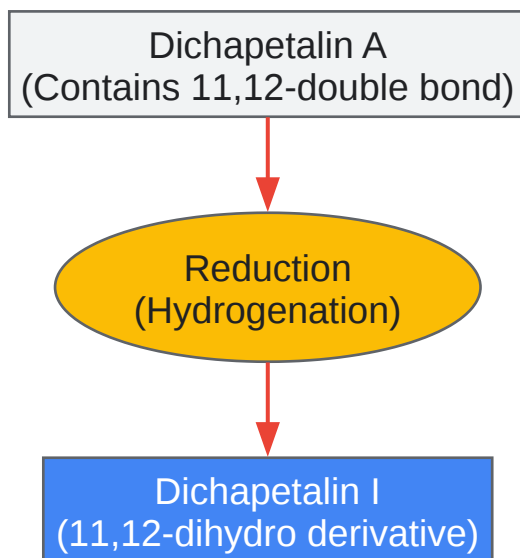 Dichapetalin A
(Contains 11,12-double bond)
Reduction
(Hydrogenation)
Dichapetalin I
(11,12-dihydro derivative)